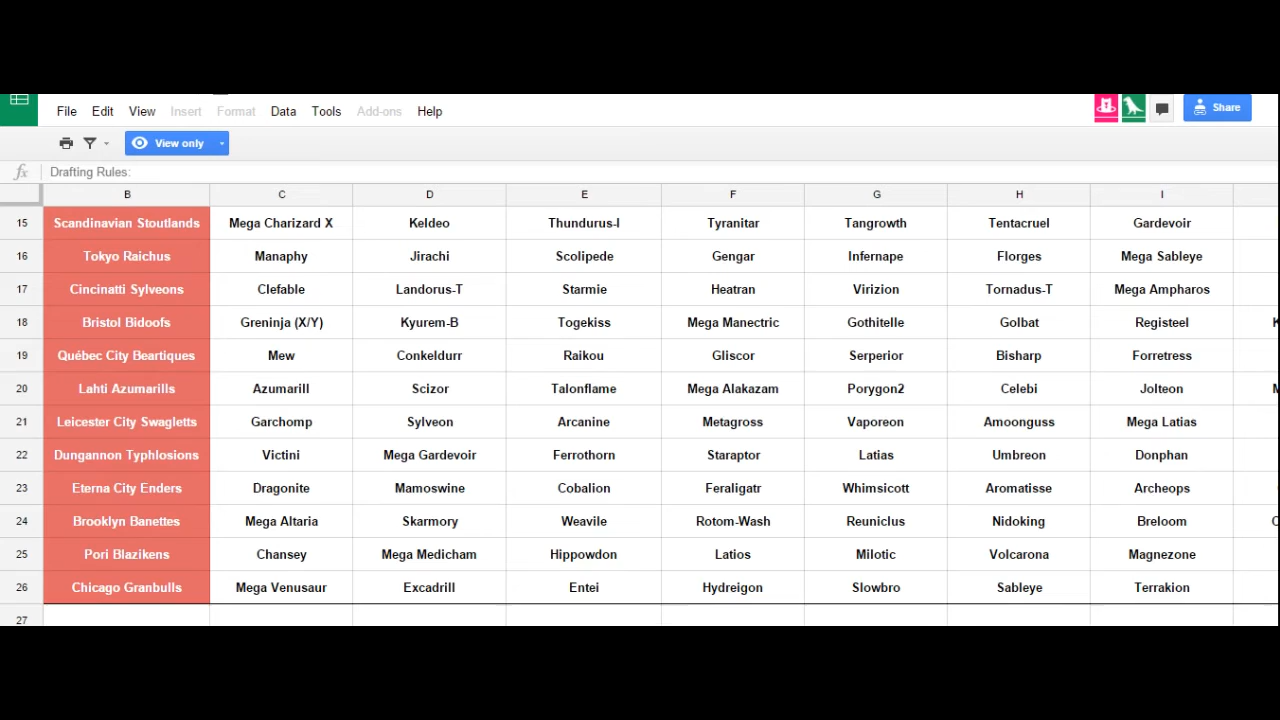 File Edit View Insert Format Data Tools Add-ons Help
Share
View only
fx Drafting Rules:
B C D E F G H I
15 Scandinavian Stoutlands Mega Charizard X Keldeo Thundurus-I Tyranitar Tangrowth Tentacruel Gardevoir
16 Tokyo Raichus Manaphy Jirachi Scolipede Gengar Infernape Florges Mega Sableye
17 Cincinatti Sylveons Clefable Landorus-T Starmie Heatran Virizion Tornadus-T Mega Ampharos
18 Bristol Bidoofs Greninja (X/Y) Kyurem-B Togekiss Mega Manectric Gothitelle Golbat Registeel
19 Québec City Beartiques Mew Conkeldurr Raikou Gliscor Serperior Bisharp Forretress
20 Lahti Azumarills Azumarill Scizor Talonflame Mega Alakazam Porygon2 Celebi Jolteon
21 Leicester City Swagletts Garchomp Sylveon Arcanine Metagross Vaporeon Amoonguss Mega Latias
22 Dungannon Typhlosions Victini Mega Gardevoir Ferrothorn Staraptor Latias Umbreon Donphan
23 Eterna City Enders Dragonite Mamoswine Cobalion Feraligatr Whimsicott Aromatisse Archeops
24 Brooklyn Banettes Mega Altaria Skarmory Weavile Rotom-Wash Reuniclus Nidoking Breloom
25 Pori Blazikens Chansey Mega Medicham Hippowdon Latios Milotic Volcarona Magnezone
26 Chicago Granbulls Mega Venusaur Excadrill Entei Hydreigon Slowbro Sableye Terrakion
27